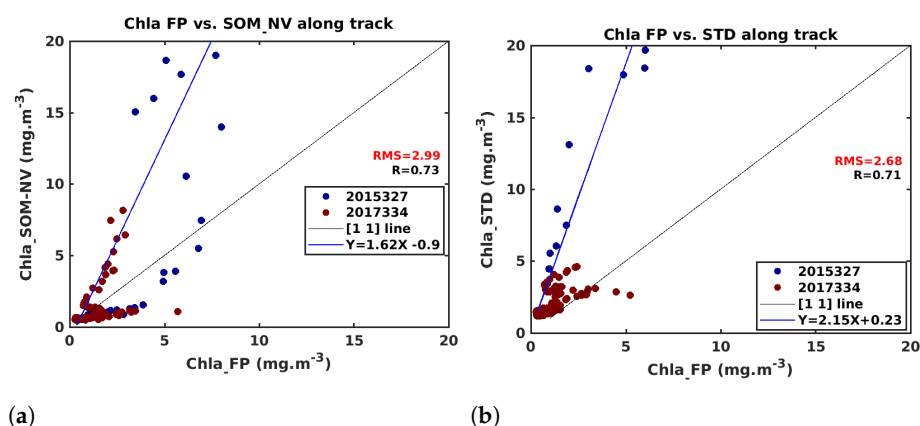 Chla FP vs. SOM_NV along track
20
15
10
5
0
0 5 10 15 20
Chla_SOM-NV (mg.m-3)
Chla_FP (mg.m-3)
RMS=2.99
R=0.73
2015327
2017334
[1 1] line
Y=1.62X -0.9
(a)
Chla FP vs. STD along track
20
15
10
5
0
0 5 10 15 20
Chla_STD (mg.m-3)
Chla_FP (mg.m-3)
RMS=2.68
R=0.71
2015327
2017334
[1 1] line
Y=2.15X+0.23
(b)